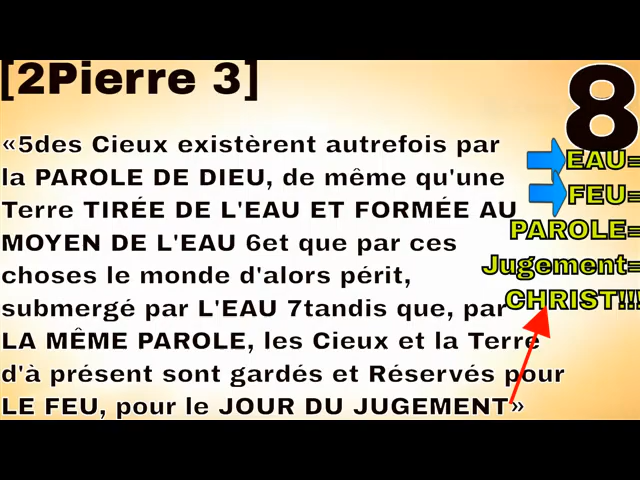 [2Pierre 3]
8
«5des Cieux existèrent autrefois par
la PAROLE DE DIEU, de même qu'une
Terre TIRÉE DE L'EAU ET FORMÉE AU
MOYEN DE L'EAU 6et que par ces
choses le monde d'alors périt,
submergé par L'EAU 7tandis que, par
LA MÊME PAROLE, les Cieux et la Terre
d'à présent sont gardés et Réservés pour
LE FEU, pour le JOUR DU JUGEMENT»
EAU=
FEU=
PAROLE=
Jugement=
CHRIST!!!